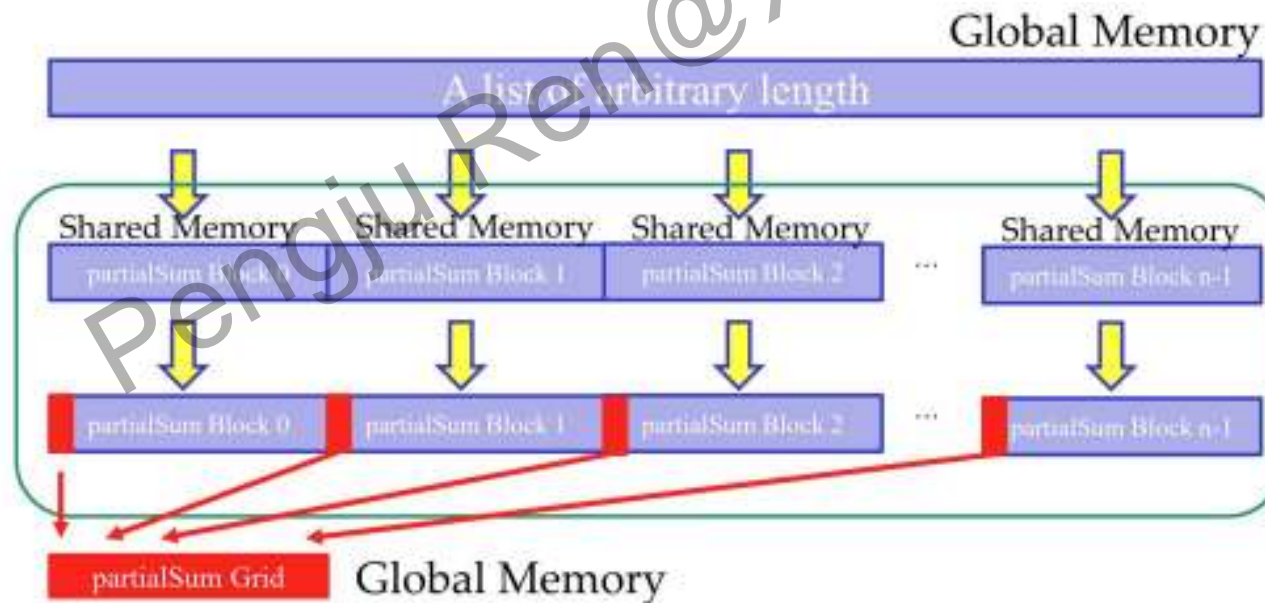 Global Memory
A list of arbitrary length
Shared Memory Shared Memory Shared Memory Shared Memory
partialSum Block 0 partialSum Block 1 partialSum Block 2 ... partialSum Block n-1
partialSum Block 0 partialSum Block 1 partialSum Block 2 ... partialSum Block n-1
partialSum Grid Global Memory
Pengju Ren@